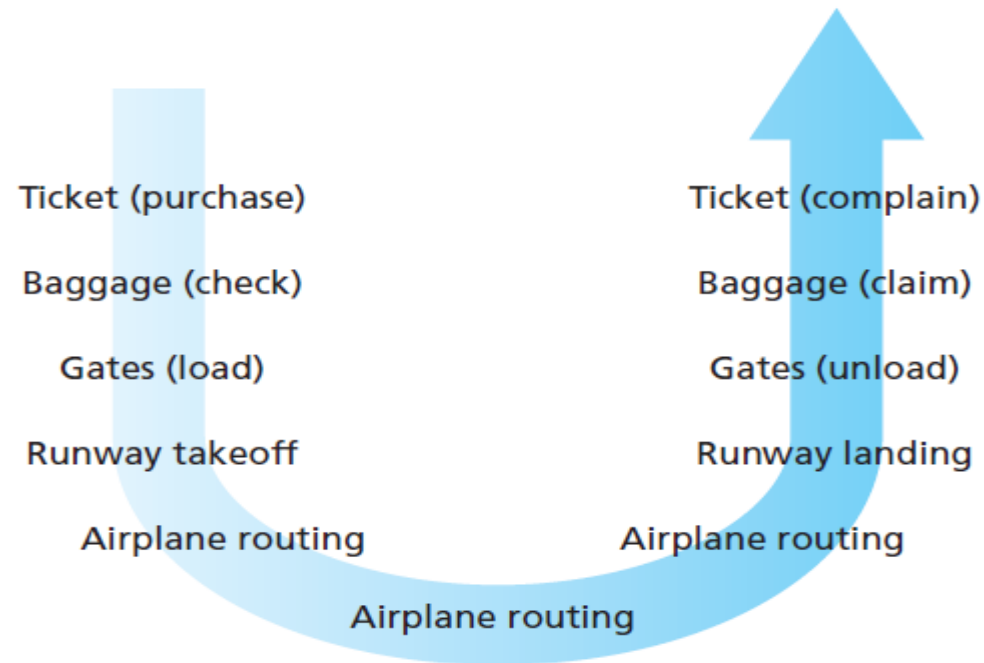 Ticket (purchase)
Baggage (check)
Gates (load)
Runway takeoff
Airplane routing
Airplane routing
Airplane routing
Runway landing
Gates (unload)
Baggage (claim)
Ticket (complain)